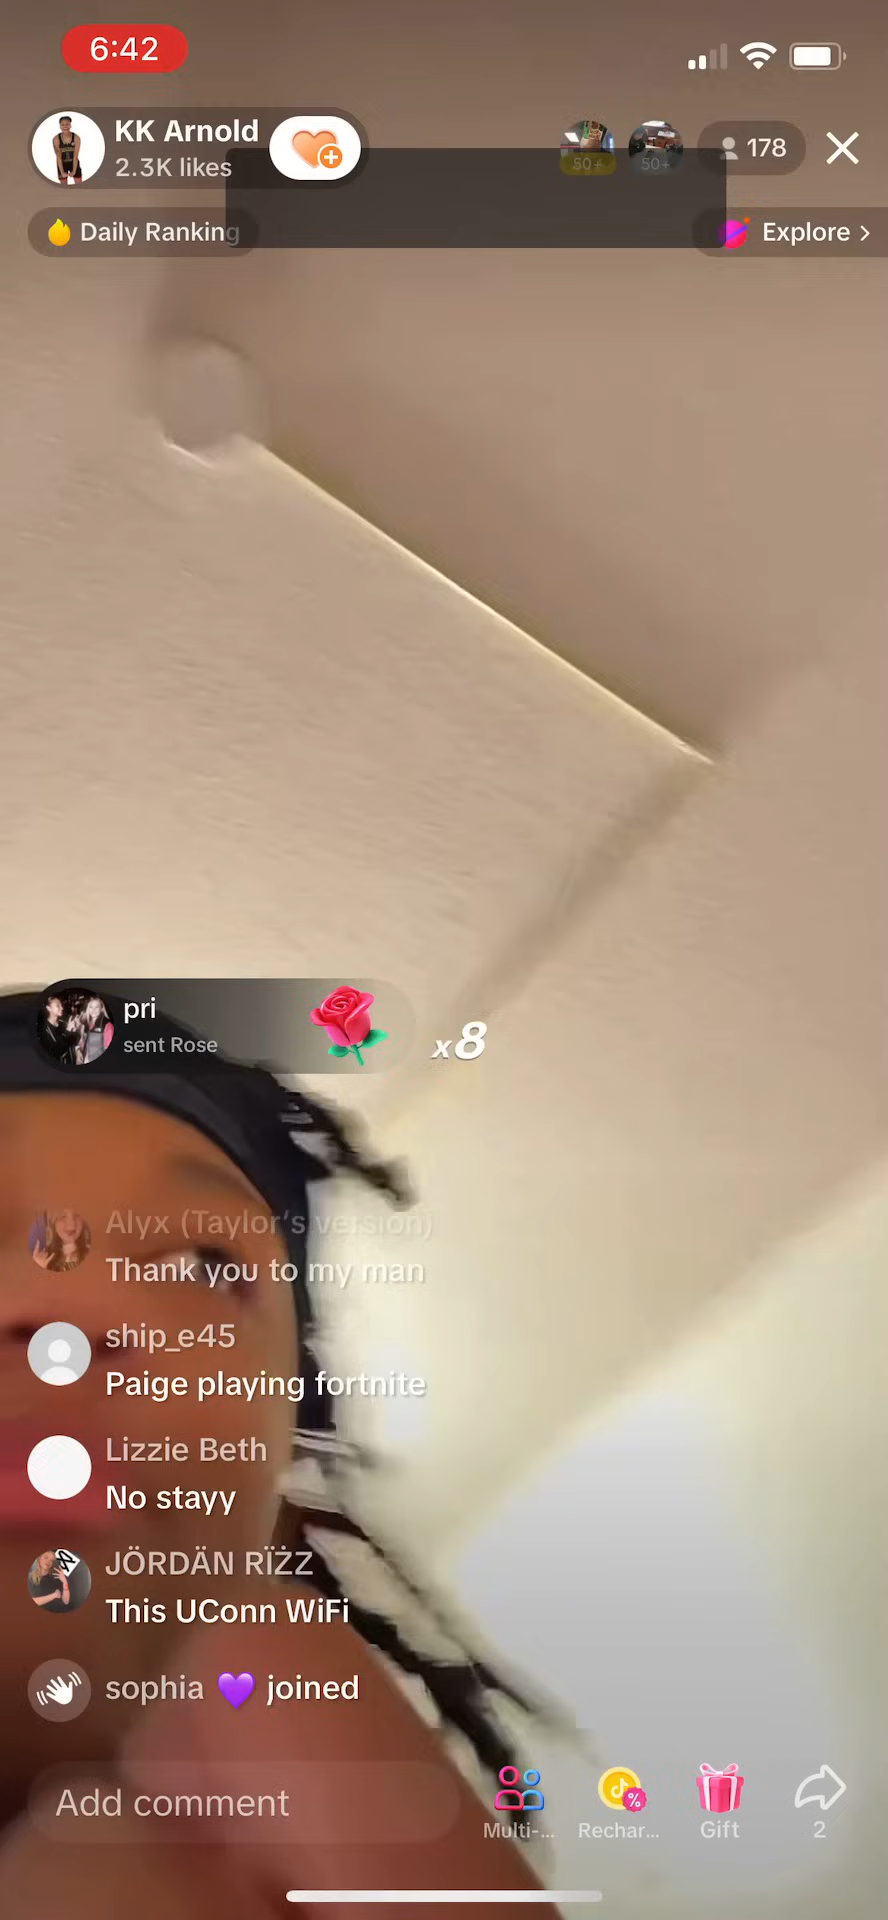 6:42
KK Arnold
2.3K likes
50+
50+
178
Daily Ranking
Explore >
pri
sent Rose
x8
Alyx (Taylor's version)
Thank you to my man
ship_e45
Paige playing fortnite
Lizzie Beth
No stayy
JÖRDÄN RÏŻZ
This UConn WiFi
sophia 💜 joined
Add comment
Multi-...
Rechar...
Gift
2